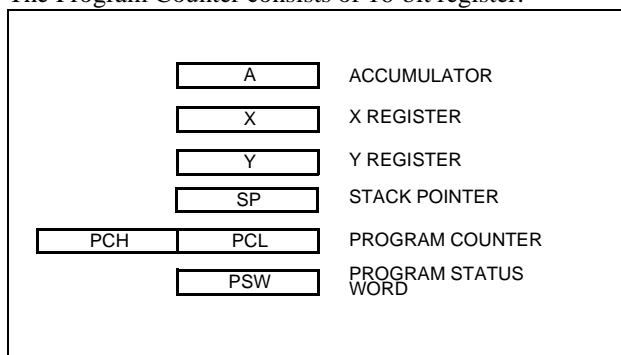 The Program Counter consists of 16-bit register.
A ACCUMULATOR
X X REGISTER
Y Y REGISTER
SP STACK POINTER
PCH PCL PROGRAM COUNTER
PSW PROGRAM STATUS
WORD